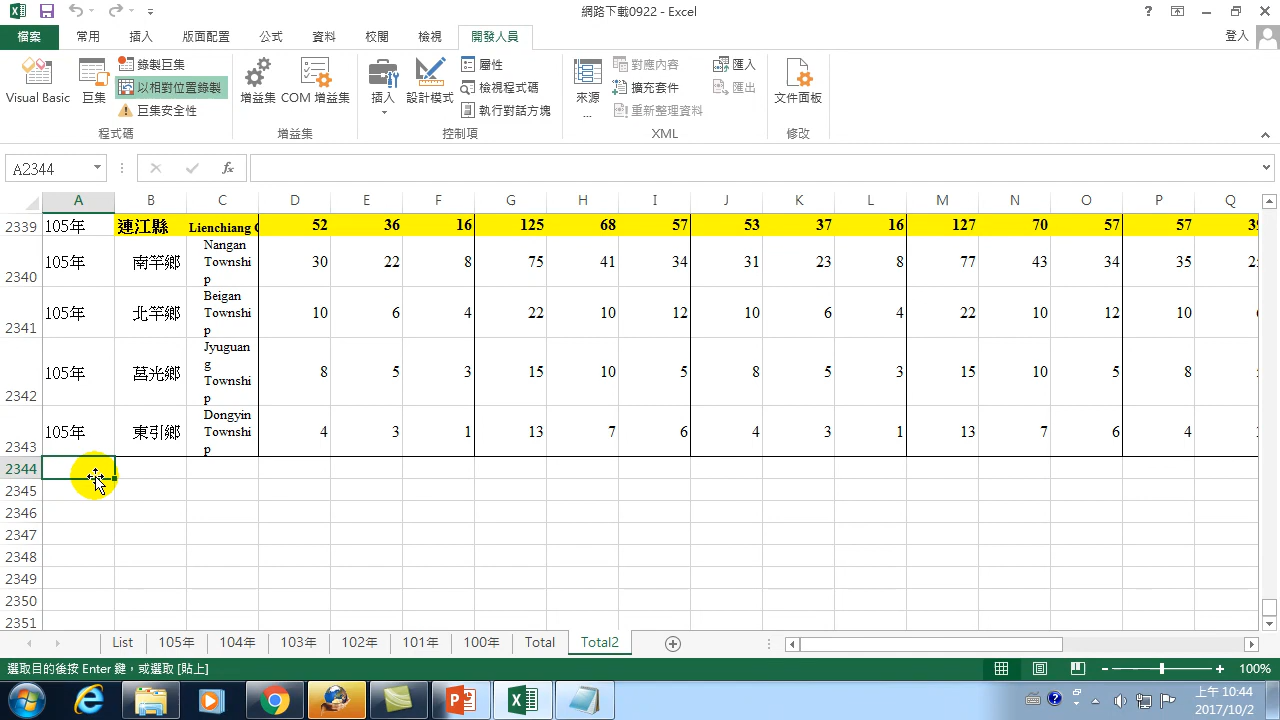 網路下載0922 - Excel
檔案 常用 插入 版面配置 公式 資料 校閱 檢視 開發人員 登入
Visual Basic 巨集 錄製巨集 以相對位置錄製 巨集安全性 程式碼
增益集 COM 增益集 增益集
插入 設計模式 屬性 檢視程式碼 執行對話方塊 控制項
來源 ... 對應內容 擴充套件 重新整理資料 匯入 匯出 XML
文件面板 修改
A2344 fx
A B C D E F G H I J K L M N O P Q
2339 105年 連江縣 Lienchiang C 52 36 16 125 68 57 53 37 16 127 70 57 57
2340 105年 南竿鄉 Nangan Townshi p 30 22 8 75 41 34 31 23 8 77 43 34 35
2341 105年 北竿鄉 Beigan Townshi p 10 6 4 22 10 12 10 6 4 22 10 12 10
2342 105年 莒光鄉 Jyuguan g Townshi p 8 5 3 15 10 5 8 5 3 15 10 5 8
2343 105年 東引鄉 Dongyin Townshi p 4 3 1 13 7 6 4 3 1 13 7 6 4
2344
2345
2346
2347
2348
2349
2350
2351
List 105年 104年 103年 102年 101年 100年 Total Total2
選取目的後按 Enter 鍵，或選取 [貼上] 100%
上午 10:44
2017/10/2